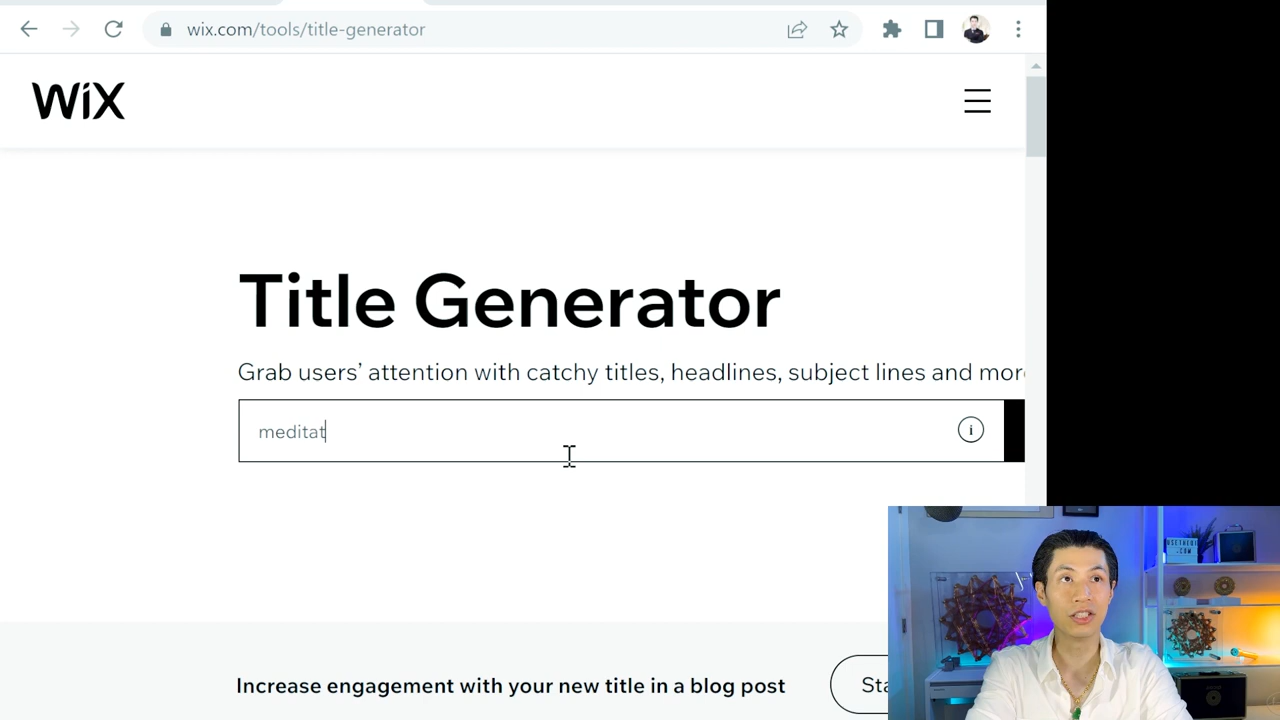 wix.com/tools/title-generator
WiX
Title Generator
Grab users’ attention with catchy titles, headlines, subject lines and mor
meditat
i
Increase engagement with your new title in a blog post
Sta
.COM